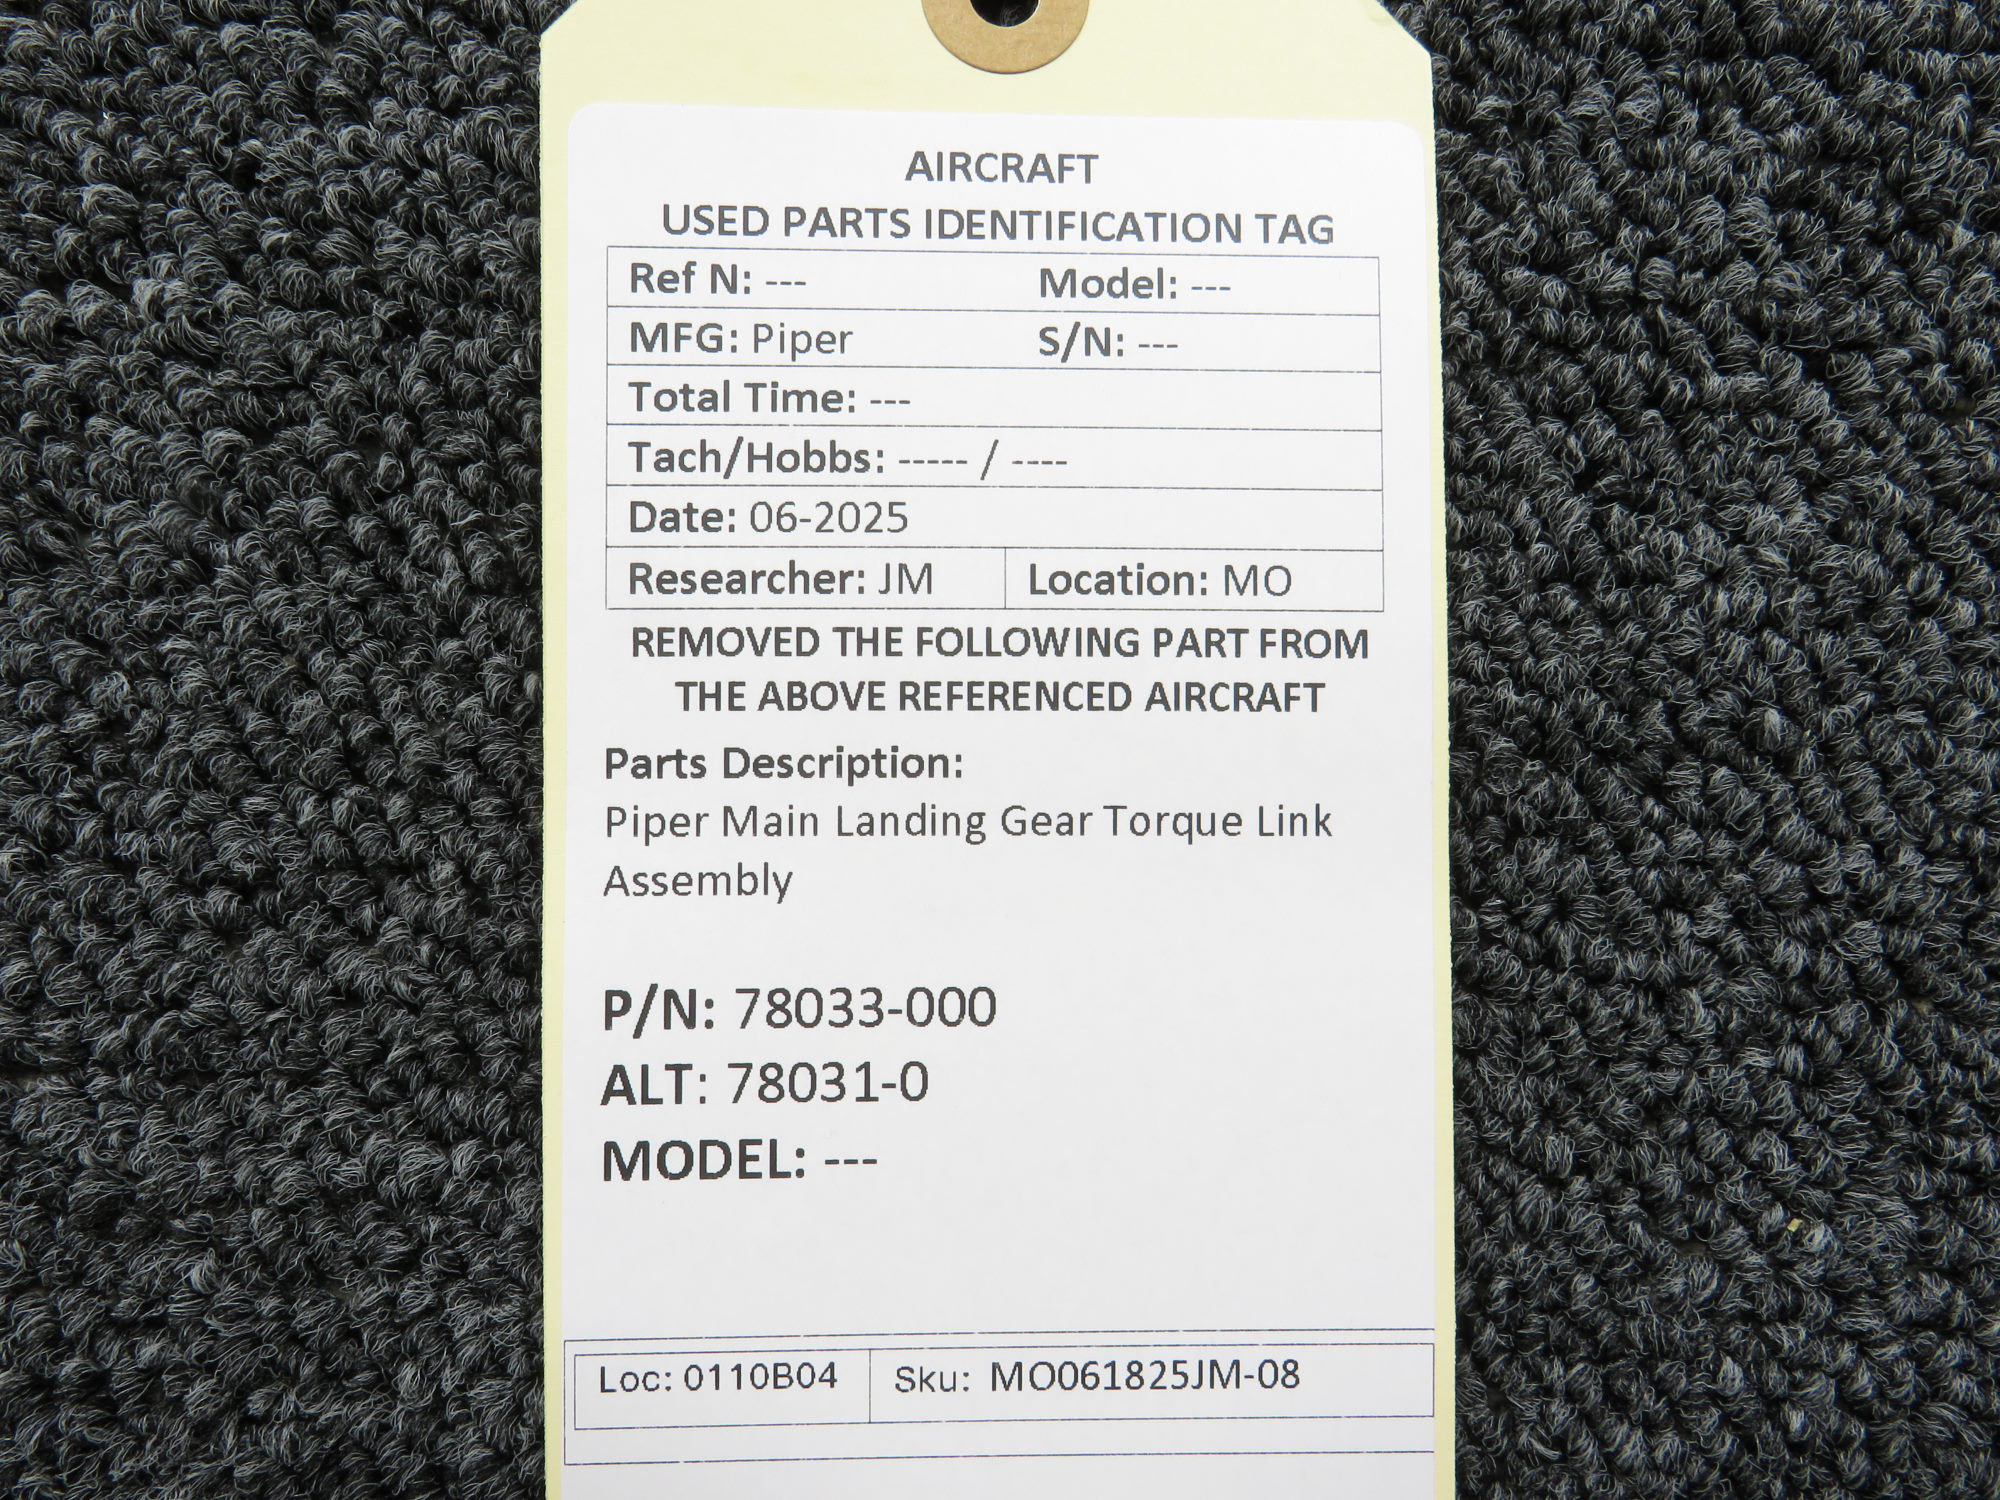 AIRCRAFT
USED PARTS IDENTIFICATION TAG
Ref N: --- Model: ---
MFG: Piper S/N: ---
Total Time: ---
Tach/Hobbs: ----- / ----
Date: 06-2025
Researcher: JM Location: MO
REMOVED THE FOLLOWING PART FROM
THE ABOVE REFERENCED AIRCRAFT
Parts Description:
Piper Main Landing Gear Torque Link
Assembly
P/N: 78033-000
ALT: 78031-0
MODEL: ---
Loc: 0110B04 Sku: MO061825JM-08